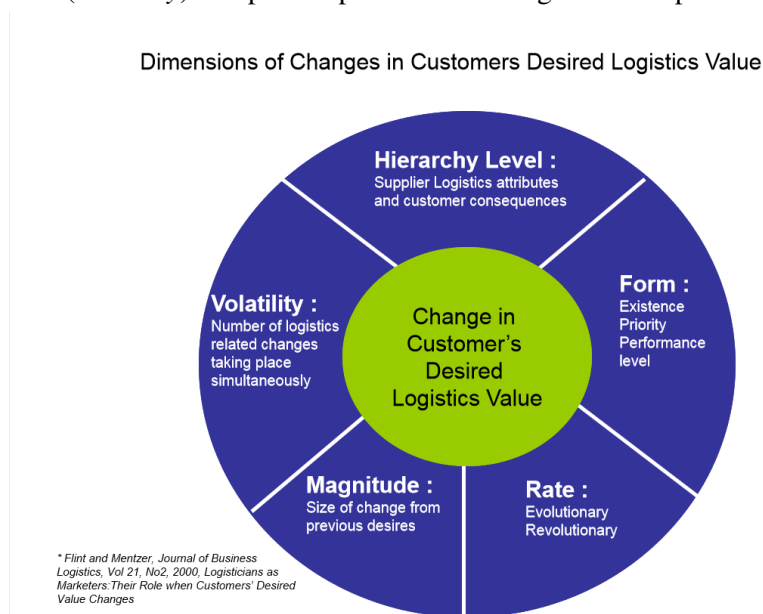 Dimensions of Changes in Customers Desired Logistics Value
Hierarchy Level :
Supplier Logistics attributes
and customer consequences
Form :
Existence
Priority
Performance
level
Volatility :
Number of logistics
related changes
taking place
simultaneously
Change in
Customer's
Desired
Logistics Value
Magnitude :
Size of change from
previous desires
Rate :
Evolutionary
Revolutionary
* Flint and Mentzer, Journal of Business
Logistics, Vol 21, No2, 2000, Logisticians as
Marketers:Their Role when Customers' Desired
Value Changes